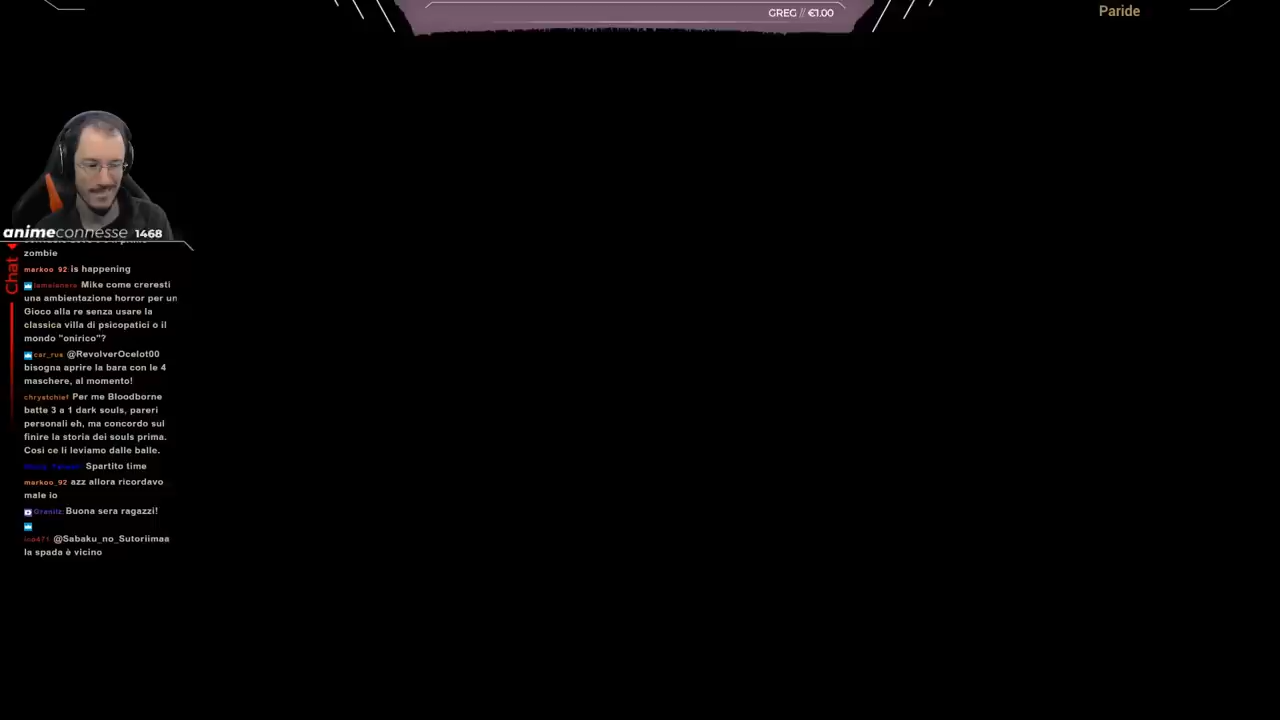 GREG // €1.00
Paride
animeconnesse 1468
Chat
zombie
markoo_92 is happening
Mike come creresti
una ambientazione horror per un
Gioco alla re senza usare la
classica villa di psicopatici o il
mondo "onirico"?
car_rus @RevolverOcelot00
bisogna aprire la bara con le 4
maschere, al momento!
chrystchief Per me Bloodborne
batte 3 a 1 dark souls, pareri
personali eh, ma concordo sul
finire la storia dei souls prima.
Così ce li leviamo dalle balle.
Spartito time
markoo_92 azz allora ricordavo
male io
Buona sera ragazzi!
@Sabaku_no_Sutoriimaa
la spada è vicino